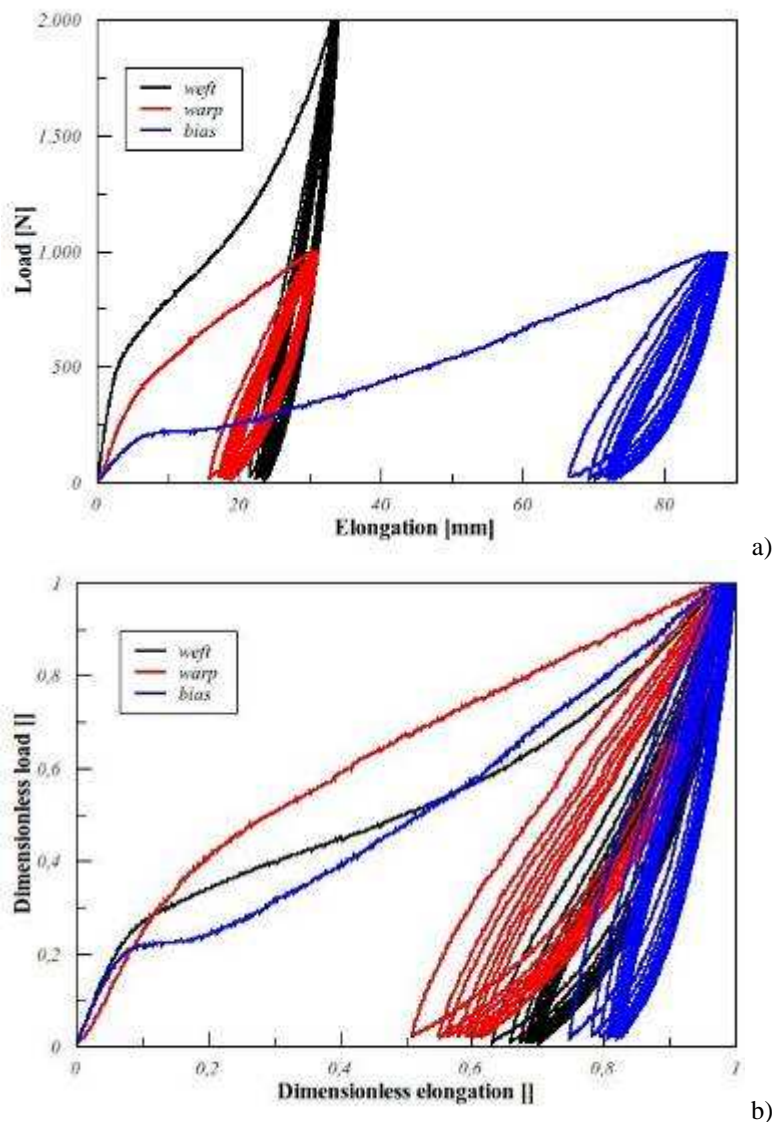 2.000
1.500
1.000
500
0
weft
warp
bias
Load [N]
0 20 40 60 80
Elongation [mm]
a)
1
0,8
0,6
0,4
0,2
0
weft
warp
bias
Dimensionless load []
0 0,2 0,4 0,6 0,8 1
Dimensionless elongation []
b)